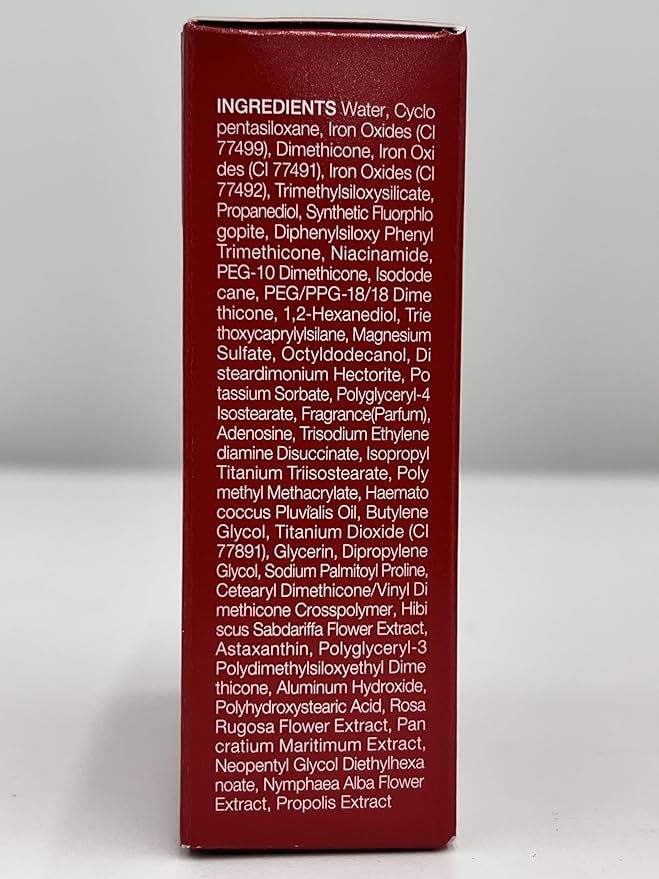 INGREDIENTS Water, Cyclo
pentasiloxane, Iron Oxides (CI
77499), Dimethicone, Iron Oxi
des (CI 77491), Iron Oxides (CI
77492), Trimethylsiloxysilicate,
Propanediol, Synthetic Fluorphlo
gopite, Diphenylsiloxy Phenyl
Trimethicone, Niacinamide,
PEG-10 Dimethicone, Isodode
cane, PEG/PPG-18/18 Dime
thicone, 1,2-Hexanediol, Trie
thoxycaprylylsilane, Magnesium
Sulfate, Octyldodecanol, Di
steardimonium Hectorite, Po
tassium Sorbate, Polyglyceryl-4
Isostearate, Fragrance(Parfum),
Adenosine, Trisodium Ethylene
diamine Disuccinate, Isopropyl
Titanium Triisostearate, Poly
methyl Methacrylate, Haemato
coccus Pluvialis Oil, Butylene
Glycol, Titanium Dioxide (CI
77891), Glycerin, Dipropylene
Glycol, Sodium Palmitoyl Proline,
Cetearyl Dimethicone/Vinyl Di
methicone Crosspolymer, Hibi
scus Sabdariffa Flower Extract,
Astaxanthin, Polyglyceryl-3
Polydimethylsiloxyethyl Dime
thicone, Aluminum Hydroxide,
Polyhydroxystearic Acid, Rosa
Rugosa Flower Extract, Pan
cratium Maritimum Extract,
Neopentyl Glycol Diethylhexa
noate, Nymphaea Alba Flower
Extract, Propolis Extract